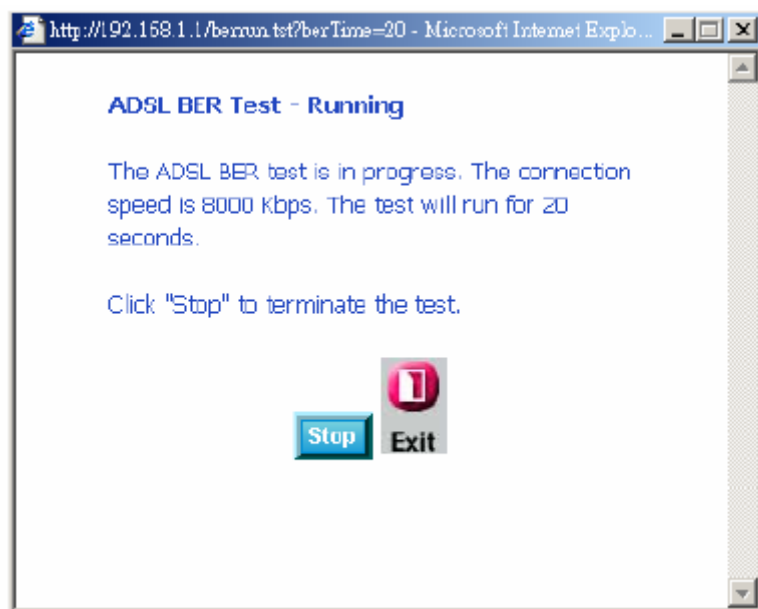 http://192.168.1.1/berrun.tst?berTime=20 - Microsoft Internet Explo...
ADSL BER Test - Running
The ADSL BER test is in progress. The connection
speed is 8000 Kbps. The test will run for 20
seconds.
Click "Stop" to terminate the test.
Stop
Exit